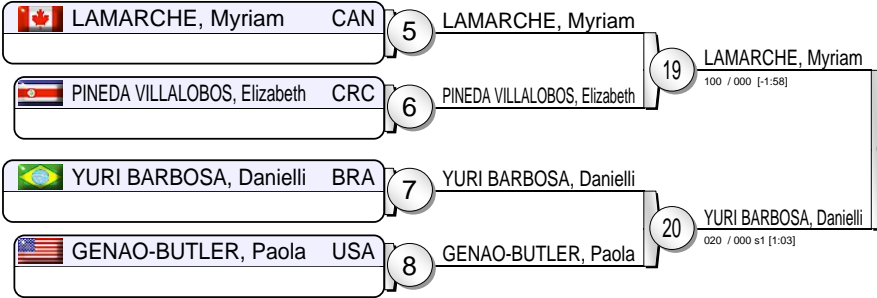 LAMARCHE, Myriam CAN
5
LAMARCHE, Myriam
19
LAMARCHE, Myriam
100 / 000 [-1:58]
PINEDA VILLALOBOS, Elizabeth CRC
6
PINEDA VILLALOBOS, Elizabeth
YURI BARBOSA, Danielli BRA
7
YURI BARBOSA, Danielli
20
YURI BARBOSA, Danielli
020 / 000 s1 [1:03]
GENAO-BUTLER, Paola USA
8
GENAO-BUTLER, Paola